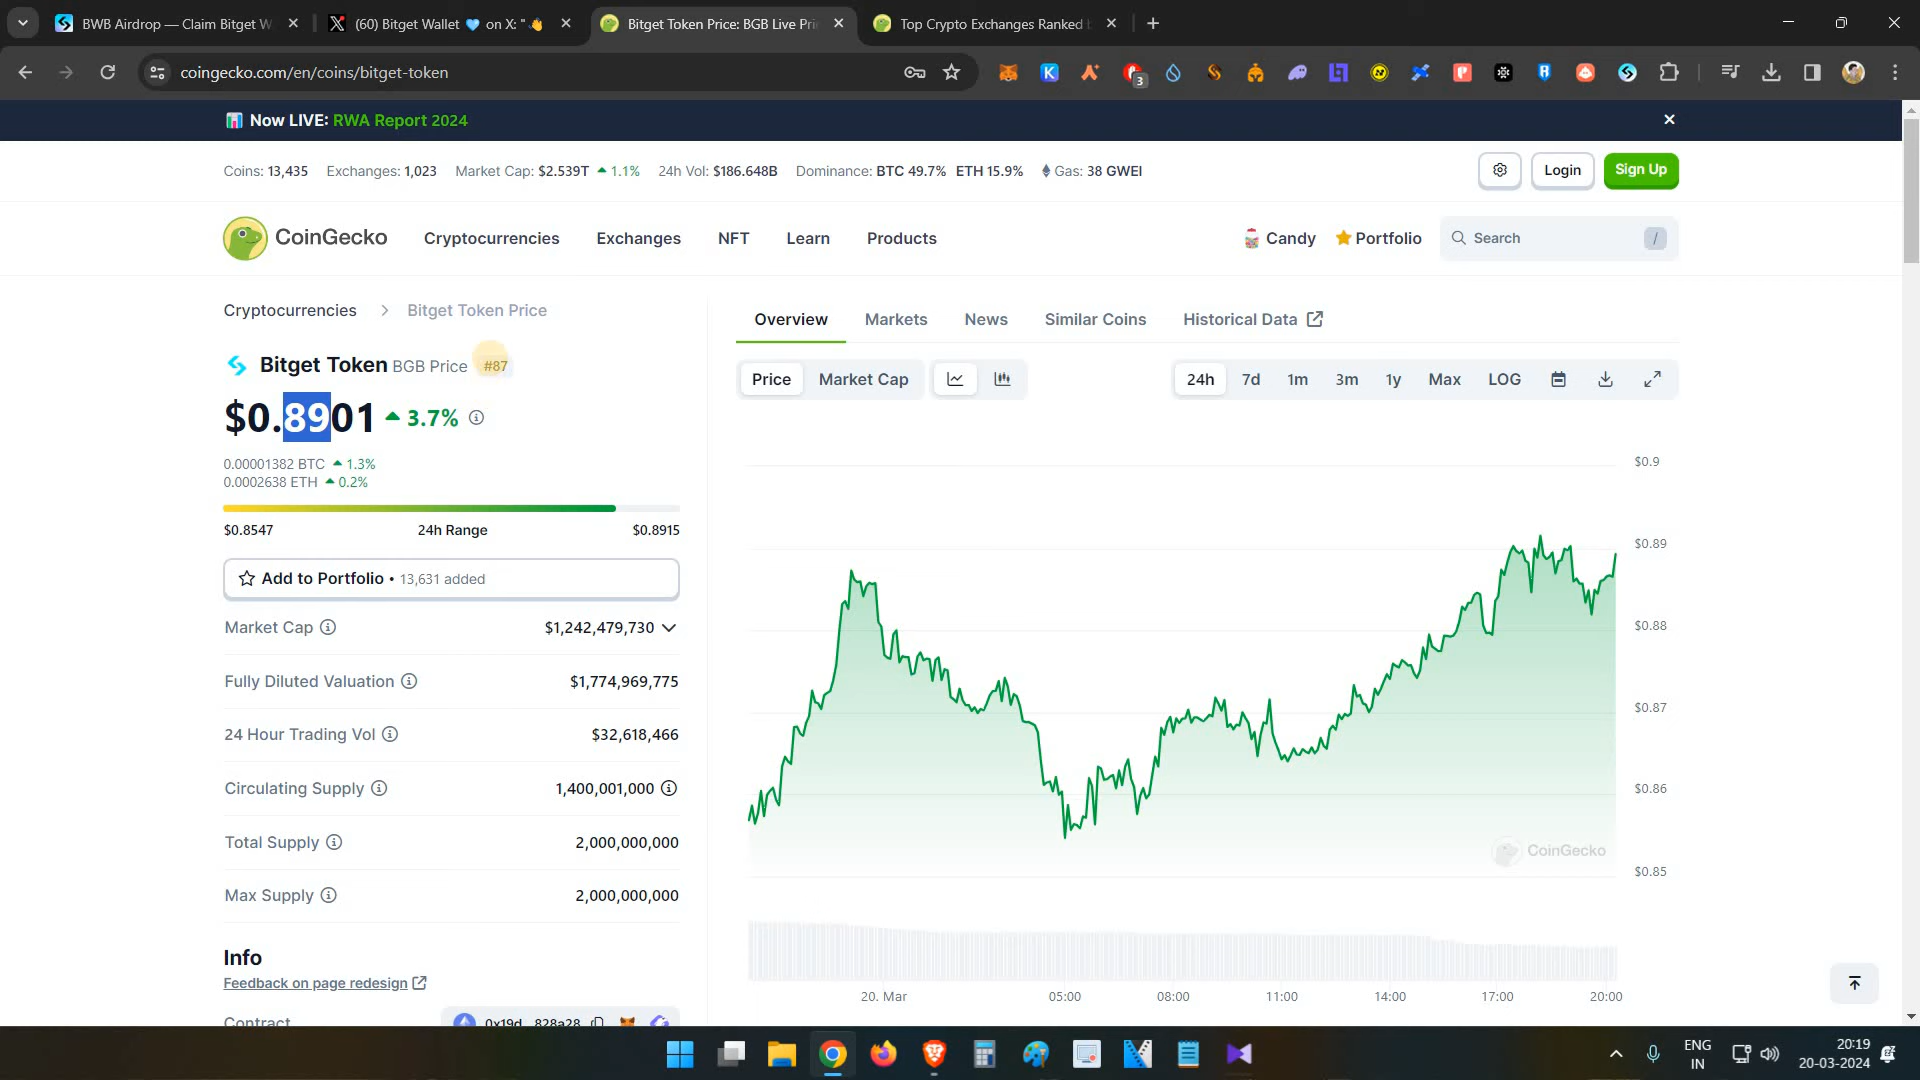 BWB Airdrop — Claim Bitget W
(60) Bitget Wallet 🩵 on X: "👋
Bitget Token Price: BGB Live Pri
Top Crypto Exchanges Ranked
coingecko.com/en/coins/bitget-token
3
Now LIVE: RWA Report 2024
Coins: 13,435 Exchanges: 1,023 Market Cap: $2.539T 1.1% 24h Vol: $186.648B Dominance: BTC 49.7% ETH 15.9% Gas: 38 GWEI
Login
Sign Up
CoinGecko
Cryptocurrencies Exchanges NFT Learn Products
Candy Portfolio
Search /
Cryptocurrencies > Bitget Token Price
Bitget Token BGB Price #87
$0.8901 3.7%
0.00001382 BTC 1.3%
0.0002638 ETH 0.2%
$0.8547 24h Range $0.8915
Add to Portfolio • 13,631 added
Market Cap $1,242,479,730
Fully Diluted Valuation $1,774,969,775
24 Hour Trading Vol $32,618,466
Circulating Supply 1,400,001,000
Total Supply 2,000,000,000
Max Supply 2,000,000,000
Info
Feedback on page redesign
Contract 0x19d...828a28
Overview Markets News Similar Coins Historical Data
Price Market Cap
24h 7d 1m 3m 1y Max LOG
$0.9
$0.89
$0.88
$0.87
$0.86
$0.85
CoinGecko
20. Mar 05:00 08:00 11:00 14:00 17:00 20:00
ENG
IN
20:19
20-03-2024